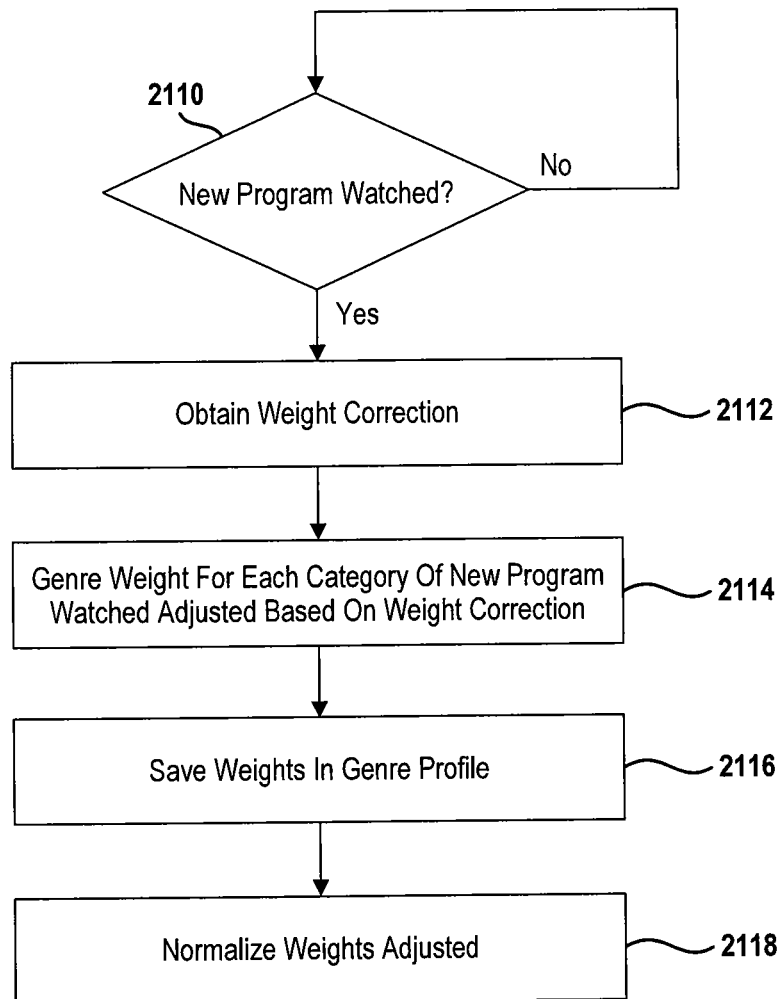 2110
New Program Watched?
No
Yes
Obtain Weight Correction
2112
Genre Weight For Each Category Of New Program
Watched Adjusted Based On Weight Correction
2114
Save Weights In Genre Profile
2116
Normalize Weights Adjusted
2118